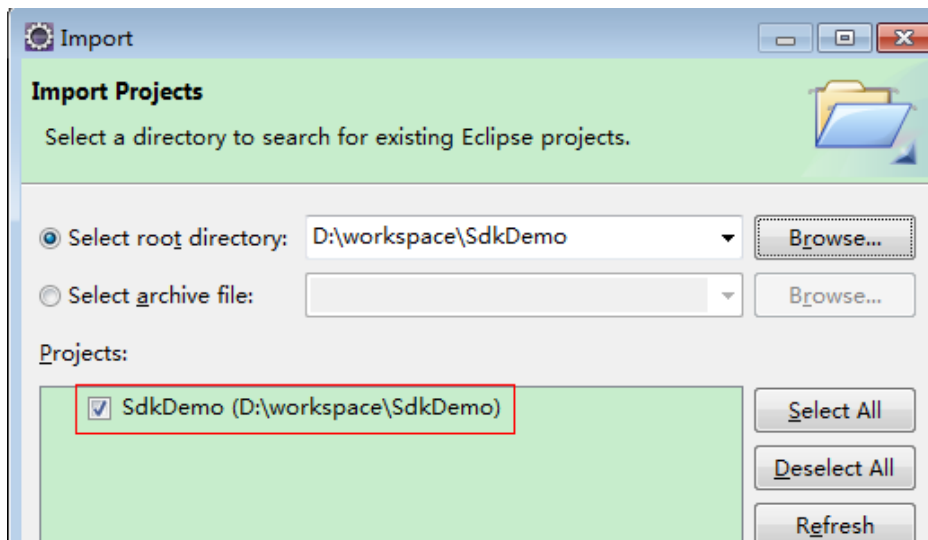 Import
Import Projects
Select a directory to search for existing Eclipse projects.
Select root directory: D:\workspace\SdkDemo Browse...
Select archive file: Browse...
Projects:
SdkDemo (D:\workspace\SdkDemo)
Select All
Deselect All
Refresh